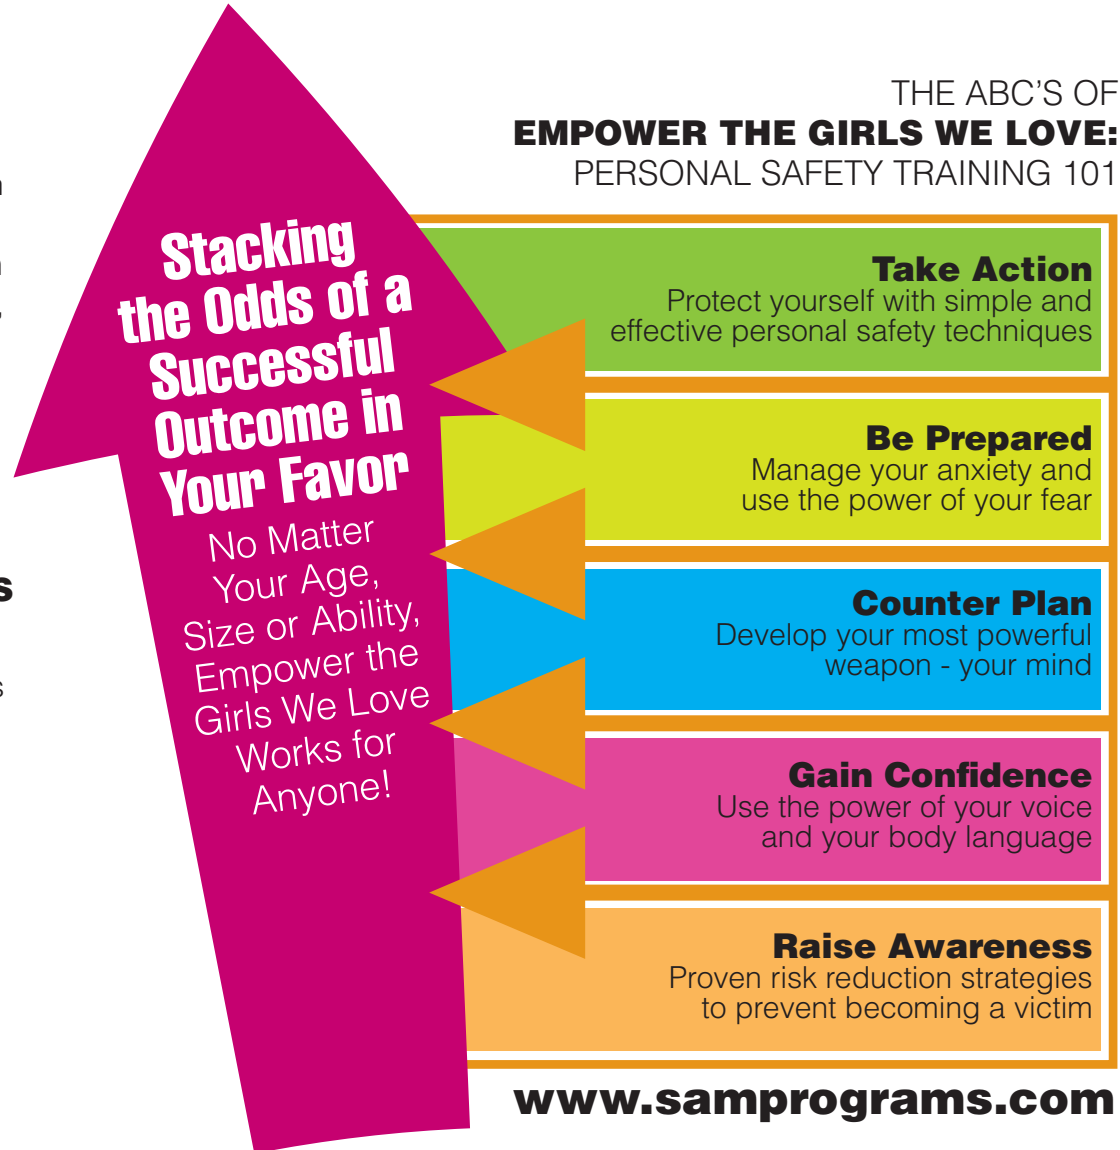 THE ABC'S OF
EMPOWER THE GIRLS WE LOVE:
PERSONAL SAFETY TRAINING 101
Stacking
the Odds of a
Successful
Outcome in
Your Favor
No Matter
Your Age,
Size or Ability,
Empower the
Girls We Love
Works for
Anyone!
Take Action
Protect yourself with simple and
effective personal safety techniques
Be Prepared
Manage your anxiety and
use the power of your fear
Counter Plan
Develop your most powerful
weapon - your mind
Gain Confidence
Use the power of your voice
and your body language
Raise Awareness
Proven risk reduction strategies
to prevent becoming a victim
www.samprograms.com